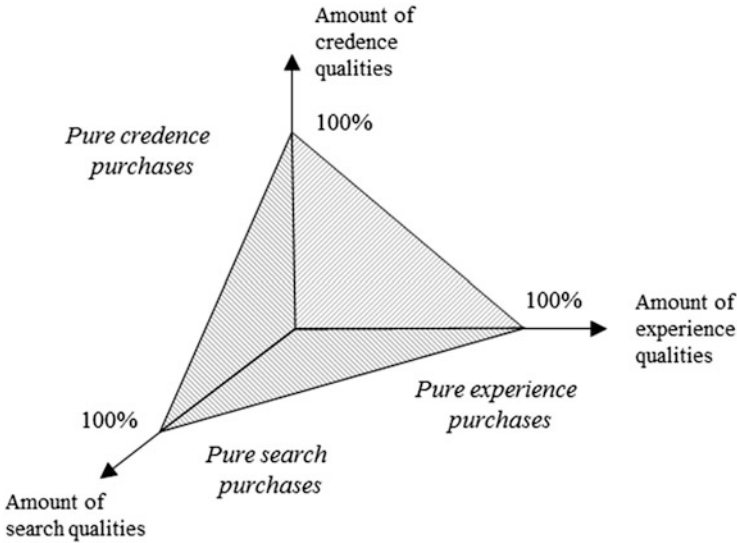 Amount of
credence
qualities
100%
Pure credence
purchases
100%
Amount of
experience
qualities
Pure experience
purchases
100%
Pure search
purchases
Amount of
search qualities